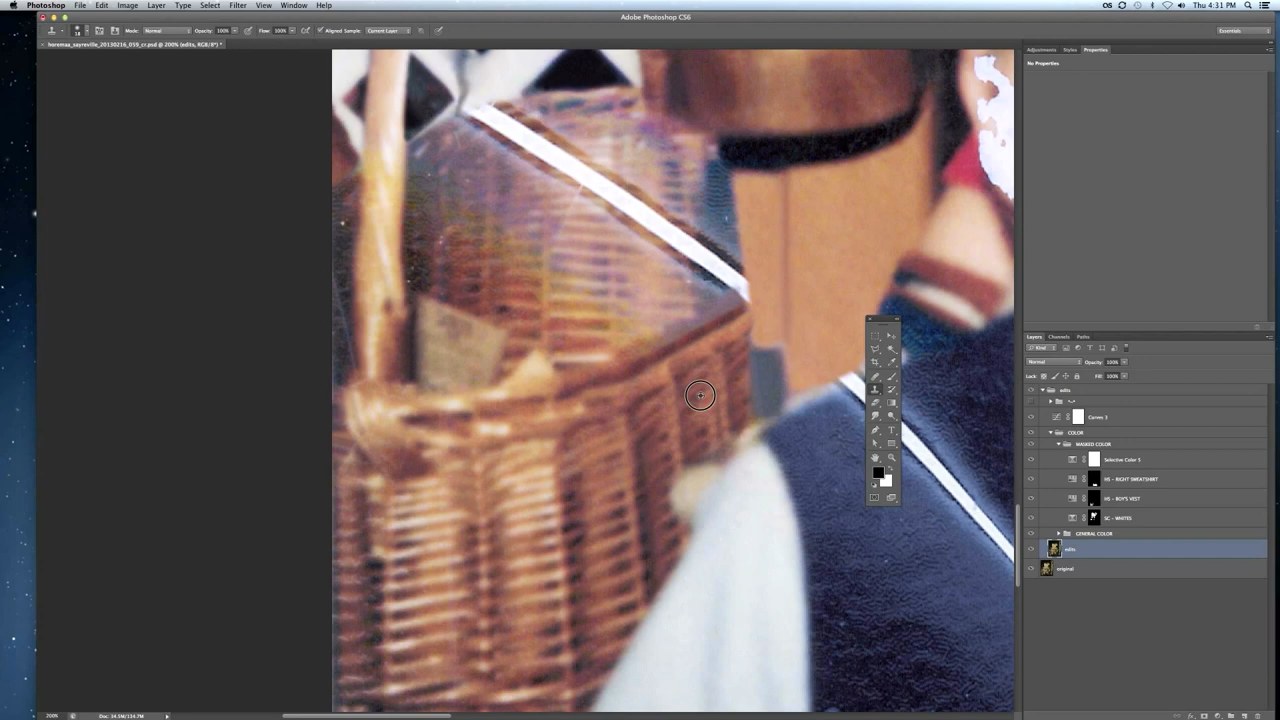 Photoshop File Edit Image Layer Type Select Filter View Window Help
Thu 4:31 PM
Adobe Photoshop CS6
Mode: Normal Opacity: 100% Flow: 100% Aligned Sample: Current Layer
Essentials
boremaa_sayreville_20130216_059_cr.psd @ 200% (edits, RGB/8*) *
Adjustments Styles Properties
No Properties
Layers Channels Paths
Kind
Normal Opacity: 100%
Lock: Fill: 100%
edits
Curves 3
COLOR
MASKED COLOR
Selective Color 1
HS - RIGHT SWEATSHIRT
HS - BOY'S VEST
SC - WHITES
GENERAL COLOR
edits
original
200% Doc: 34.5M/134.7M